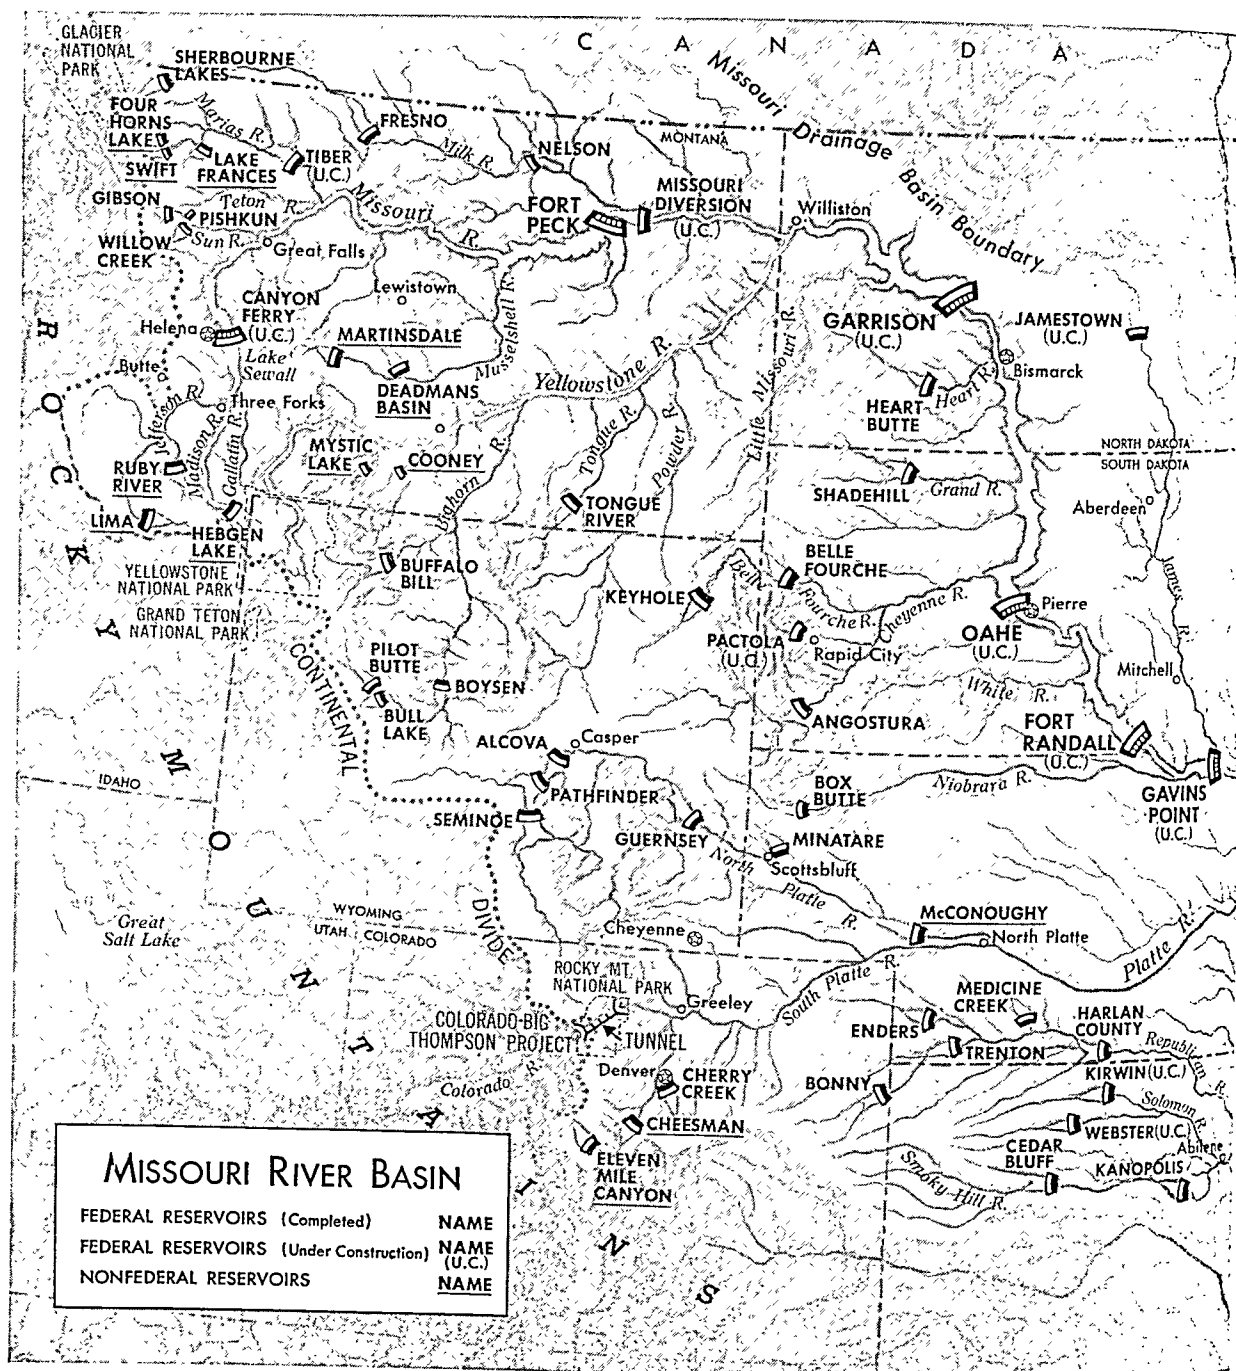 GLACIER
NATIONAL
PARK
SHERBOURNE
LAKES
C A N A D A
Missouri Drainage Basin Boundary
FOUR
HORNS
LAKE
Marias R.
FRESNO
MONTANA
SWIFT
LAKE
FRANCES
TIBER
(U.C.)
Milk R.
NELSON
GIBSON
PISHKUN
Teton R.
Missouri R.
FORT
PECK
MISSOURI
DIVERSION
(U.C.)
Williston
WILLOW
CREEK
Sun R.
Great Falls
Lewistown
Musselshell R.
CANYON
FERRY
(U.C.)
Helena
Lake
Sewall
MARTINSDALE
Yellowstone R.
Little Missouri R.
GARRISON
(U.C.)
JAMESTOWN
(U.C.)
Bismarck
Butte
Jefferson R.
Three Forks
Madison R.
Gallatin R.
DEADMANS
BASIN
HEART
BUTTE
Heart R.
RUBY
RIVER
MYSTIC
LAKE
COONEY
Bighorn R.
Tongue R.
Powder R.
NORTH DAKOTA
SOUTH DAKOTA
SHADEHILL
Grand R.
Aberdeen
LIMA
HEBGEN
LAKE
TONGUE
RIVER
YELLOWSTONE
NATIONAL PARK
BUFFALO
BILL
BELLE
FOURCHE
Belle Fourche R.
KEYHOLE
Cheyenne R.
James R.
GRAND TETON
NATIONAL PARK
PACTOLA
(U.C.)
Rapid City
OAHE
(U.C.)
Pierre
CONTINENTAL DIVIDE
PILOT
BUTTE
BOYSEN
BULL
LAKE
White R.
Mitchell
ANGOSTURA
FORT
RANDALL
(U.C.)
ALCOVA
Casper
IDAHO
PATHFINDER
SEMINOE
BOX
BUTTE
Niobrara R.
GAVINS
POINT
(U.C.)
GUERNSEY
MINATARE
Scottsbluff
North Platte R.
Great
Salt Lake
WYOMING
UTAH
COLORADO
Cheyenne
McCONOUGHY
North Platte
Platte R.
ROCKY MT.
NATIONAL PARK
Greeley
South Platte R.
MEDICINE
CREEK
COLORADO-BIG
THOMPSON PROJECT
TUNNEL
ENDERS
TRENTON
HARLAN
COUNTY
Republican R.
Colorado R.
Denver
CHERRY
CREEK
BONNY
KIRWIN (U.C.)
Solomon R.
CHEESMAN
WEBSTER (U.C.)
Abilene
ELEVEN
MILE
CANYON
Smoky Hill R.
CEDAR
BLUFF
KANOPOLIS
ROCKY MOUNTAINS
MISSOURI RIVER BASIN
FEDERAL RESERVOIRS (Completed) NAME
FEDERAL RESERVOIRS (Under Construction) NAME
(U.C.)
NONFEDERAL RESERVOIRS NAME